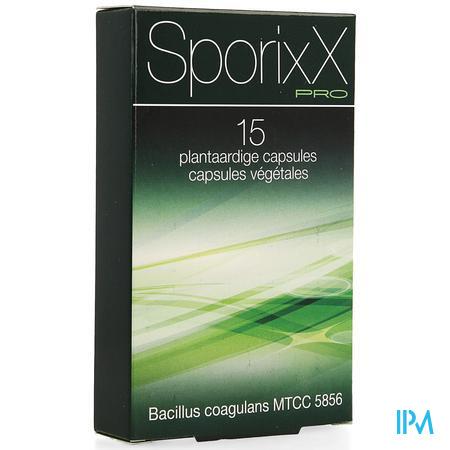 SporixX
PRO
15
plantaardige capsules
capsules végétales
Bacillus coagulans MTCC 5856
IPM